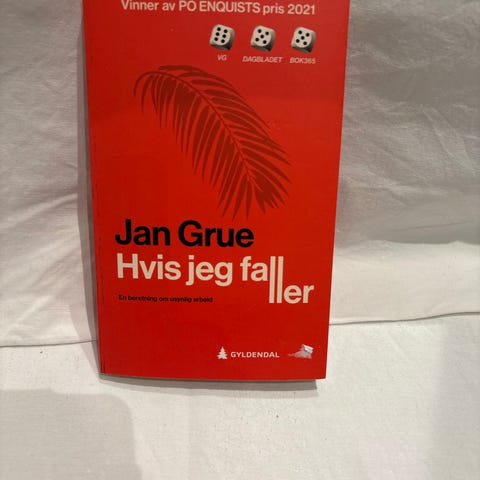 Vinner av PO ENQUISTS pris 2021
VG DAGBLADET BOK365
Jan Grue
Hvis jeg faller
En beretning om usynlig arbeid
GYLDENDAL